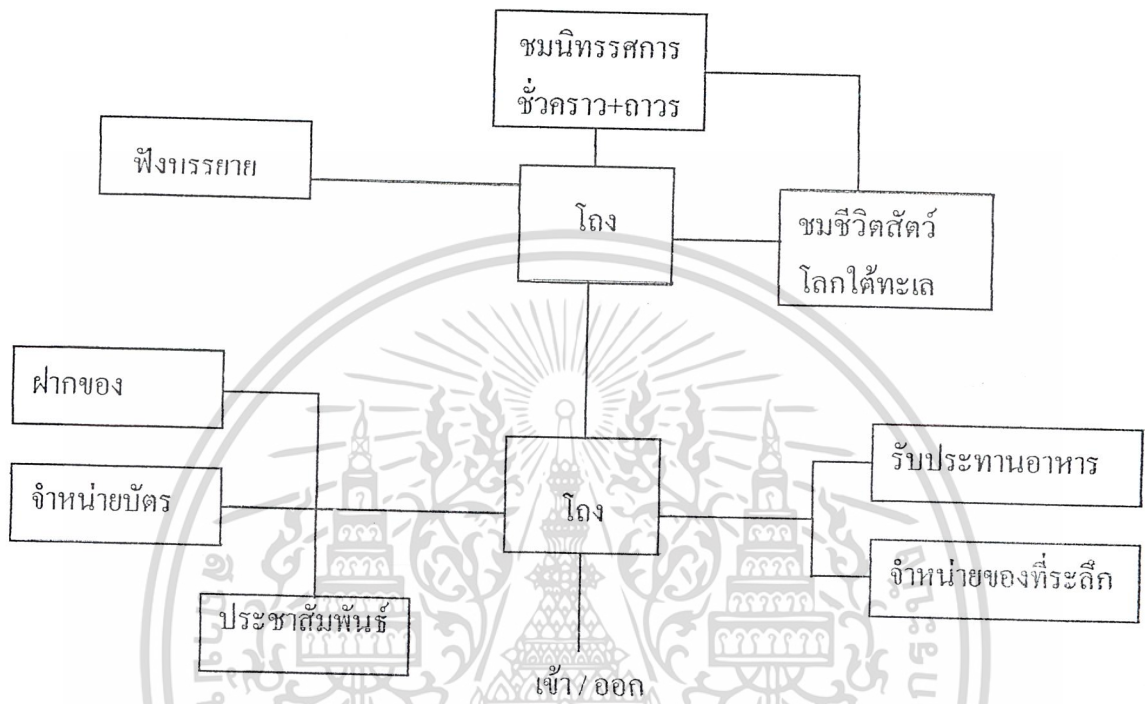 ชมนิทรรศการ
ชั่วคราว+ถาวร
ฟังบรรยาย
โถง
ชมชีวิตสัตว์
โลกใต้ทะเล
ฝากของ
จำหน่ายบัตร
โถง
รับประทานอาหาร
จำหน่ายของที่ระลึก
ประชาสัมพันธ์
เข้า / ออก